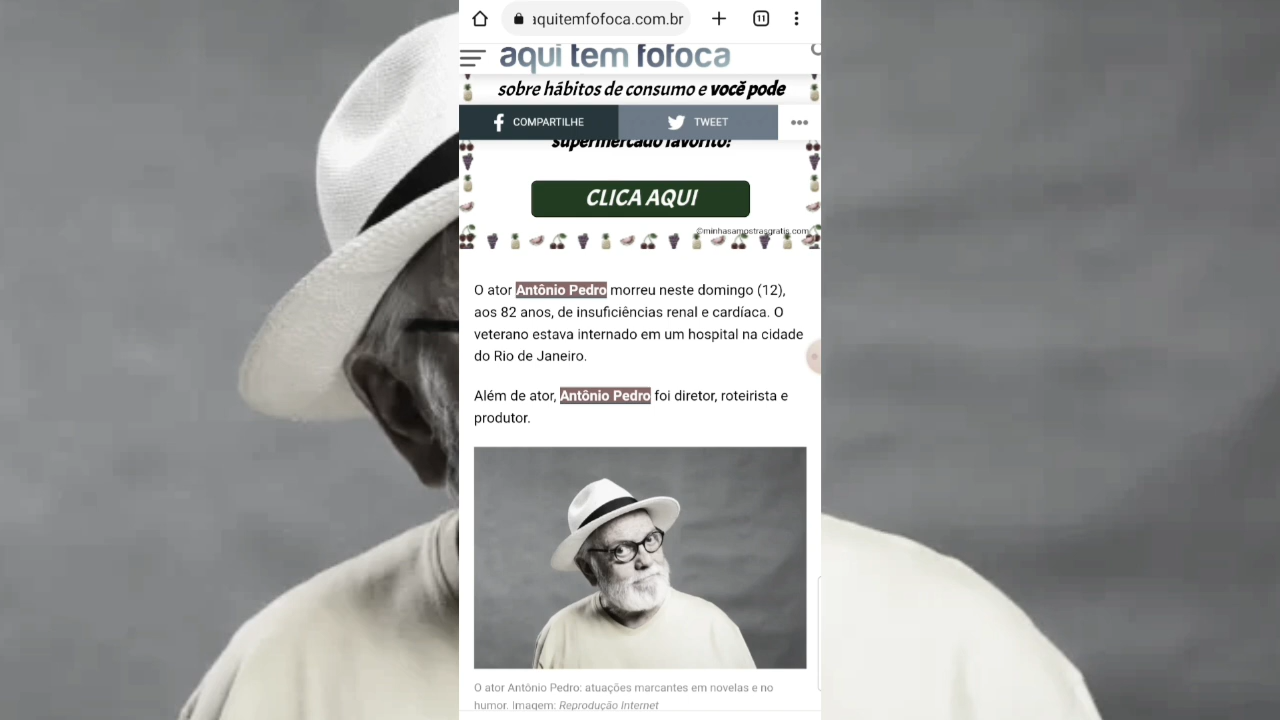 aquitemfofoca.com.br
11
aqui tem fofoca
sobre hábitos de consumo e você pode
COMPARTILHE
TWEET
supermercado favorito!
CLICA AQUI
©minhasamostrasgratis.com
O ator Antônio Pedro morreu neste domingo (12),
aos 82 anos, de insuficiências renal e cardíaca. O
veterano estava internado em um hospital na cidade
do Rio de Janeiro.
Além de ator, Antônio Pedro foi diretor, roteirista e
produtor.
O ator Antônio Pedro: atuações marcantes em novelas e no
humor. Imagem: Reprodução Internet